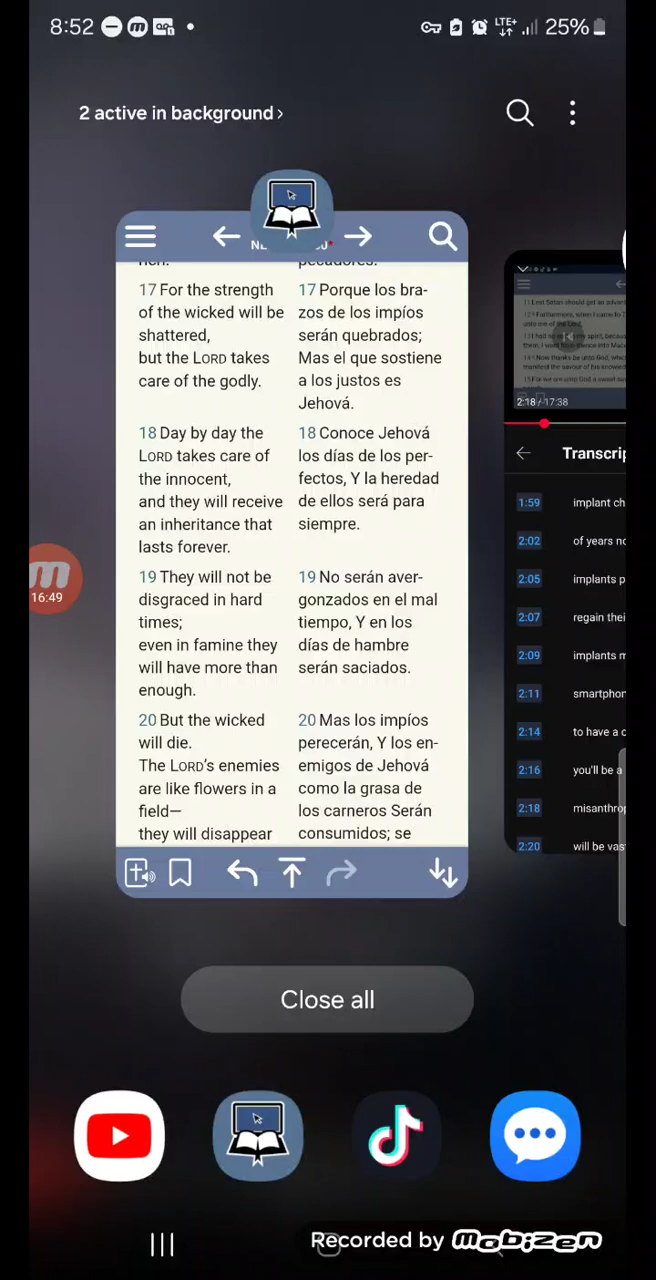 8:52
LTE+
25%
2 active in background >
rich.
17 For the strength
of the wicked will be
shattered,
but the LORD takes
care of the godly.
18 Day by day the
LORD takes care of
the innocent,
and they will receive
an inheritance that
lasts forever.
19 They will not be
disgraced in hard
times;
even in famine they
will have more than
enough.
20 But the wicked
will die.
The LORD’s enemies
are like flowers in a
field—
they will disappear
pecadores.
17 Porque los bra-
zos de los impíos
serán quebrados;
Mas el que sostiene
a los justos es
Jehová.
18 Conoce Jehová
los días de los per-
fectos, Y la heredad
de ellos será para
siempre.
19 No serán aver-
gonzados en el mal
tiempo, Y en los
días de hambre
serán saciados.
20 Mas los impíos
perecerán, Y los en-
emigos de Jehová
como la grasa de
los carneros Serán
consumidos; se
2:18 / 17:38
Transcrip
1:59 implant ch
2:02 of years no
2:05 implants p
2:07 regain thei
2:09 implants m
2:11 smartphon
2:14 to have a c
2:16 you'll be a
2:18 misanthrop
2:20 will be vas
m
16:49
Close all
Recorded by mobizen